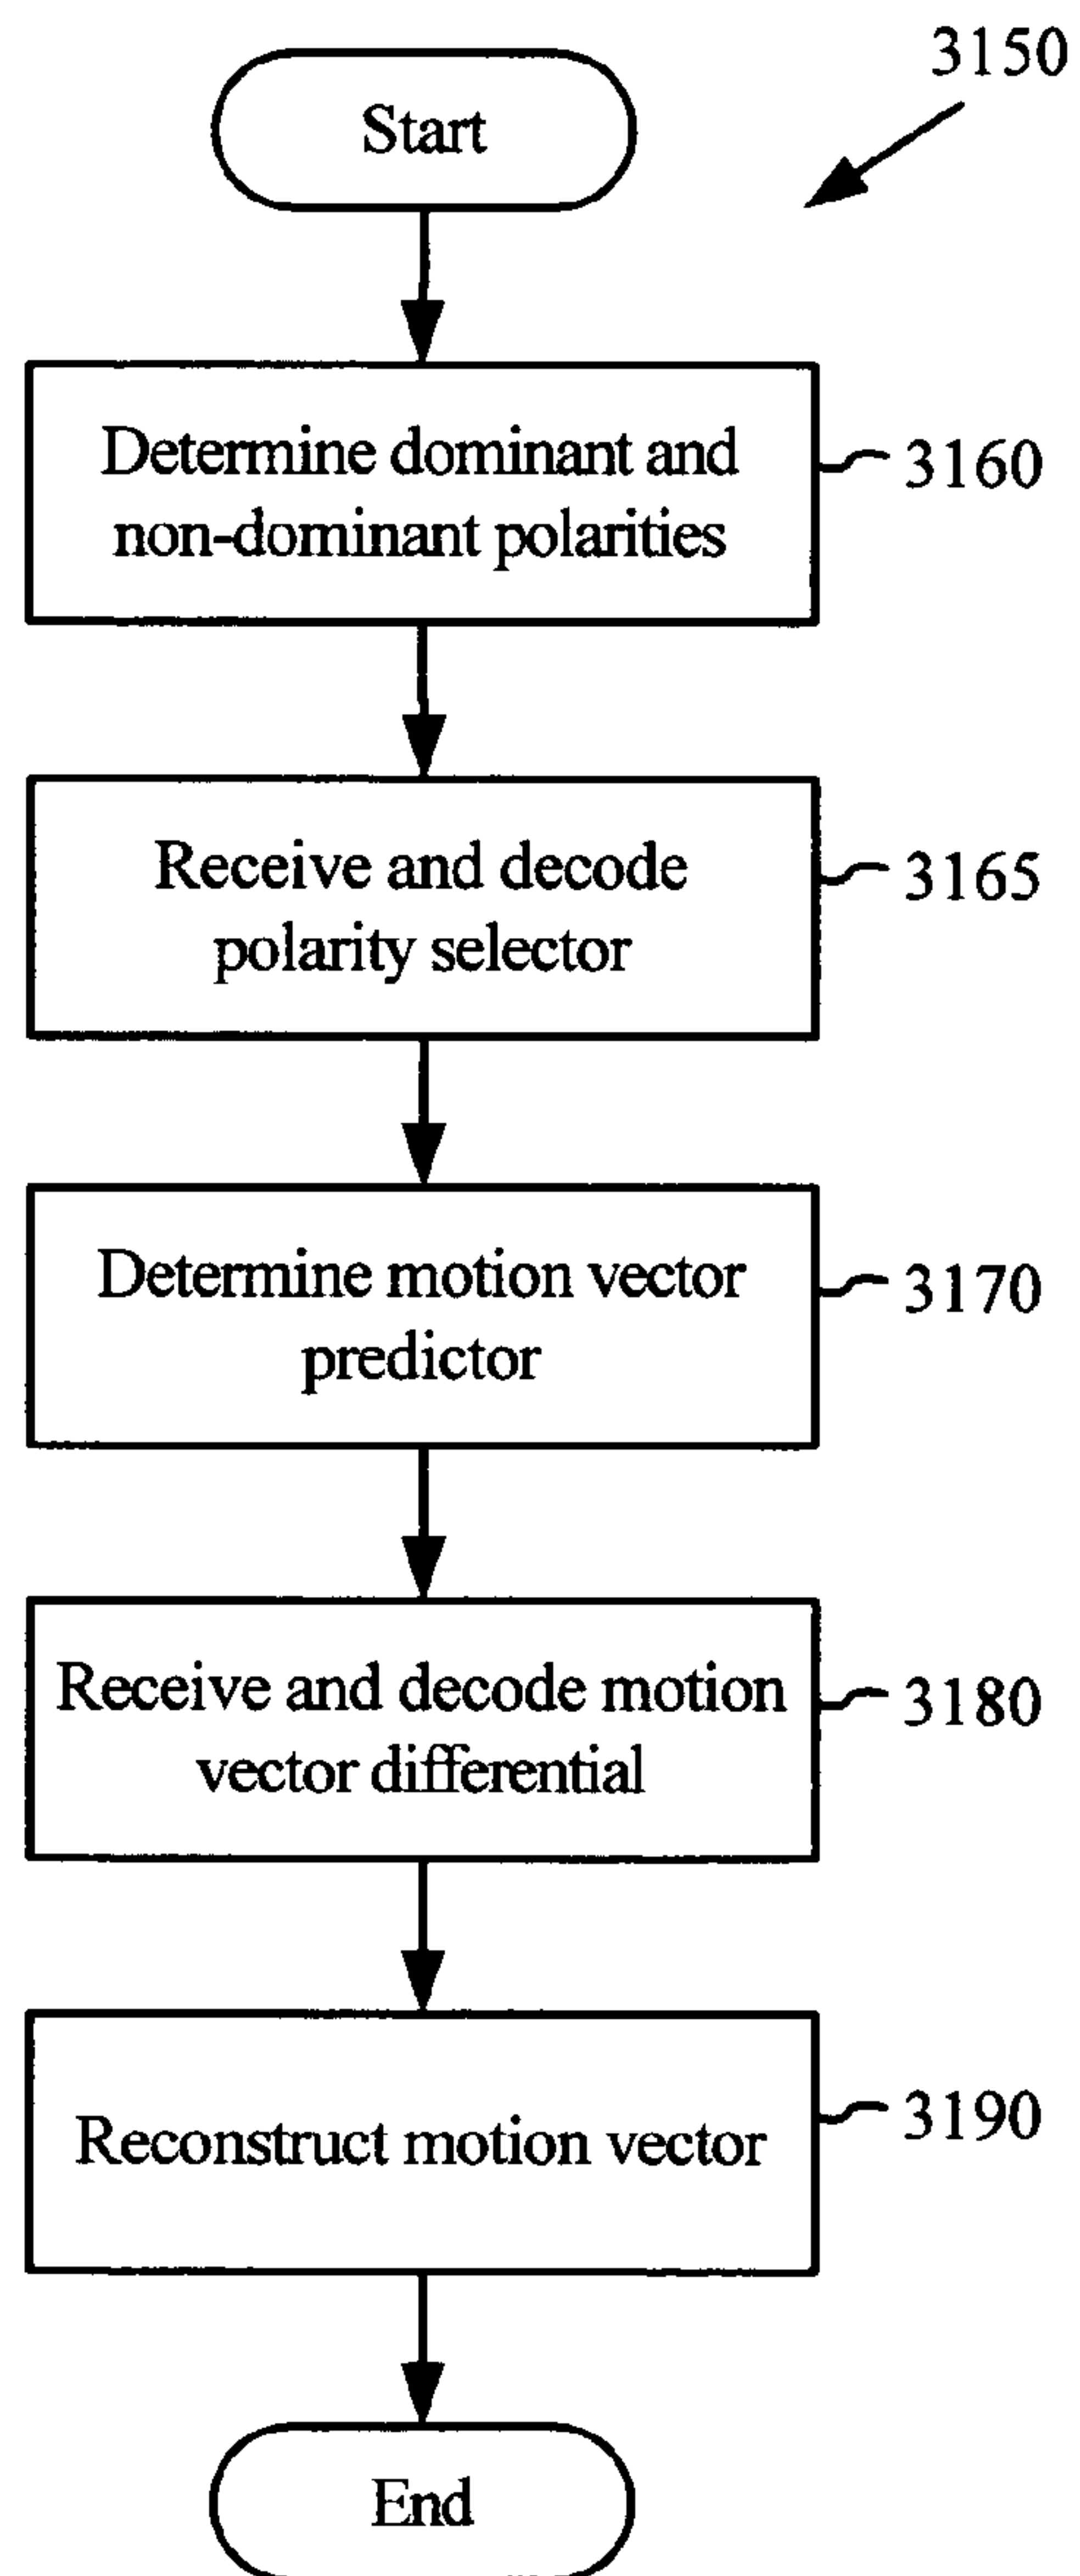 3150
Start
Determine dominant and
non-dominant polarities
3160
Receive and decode
polarity selector
3165
Determine motion vector
predictor
3170
Receive and decode motion
vector differential
3180
Reconstruct motion vector
3190
End